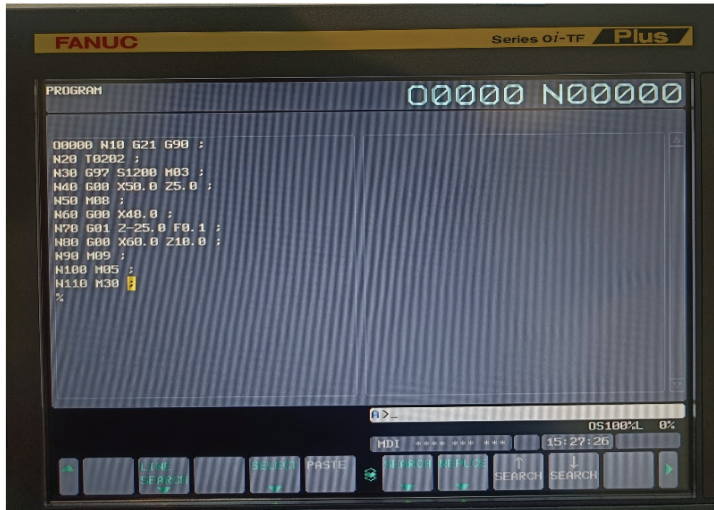 FANUC
Series 0i-TF Plus
PROGRAM
O0000 N00000
O0000 N10 G21 G90 ;
N20 T0202 ;
N30 G97 S1200 M03 ;
N40 G00 X50.0 Z5.0 ;
N50 M08 ;
N60 G00 X48.0 ;
N70 G01 Z-25.0 F0.1 ;
N80 G00 X60.0 Z10.0 ;
N90 M09 ;
N100 M05 ;
N110 M30 ;
%
A>_
OS100%L 0%
MDI **** *** *** 15:27:26
LINE SEARCH SELECT PASTE SEARCH REPLCE ↑ SEARCH ↓ SEARCH